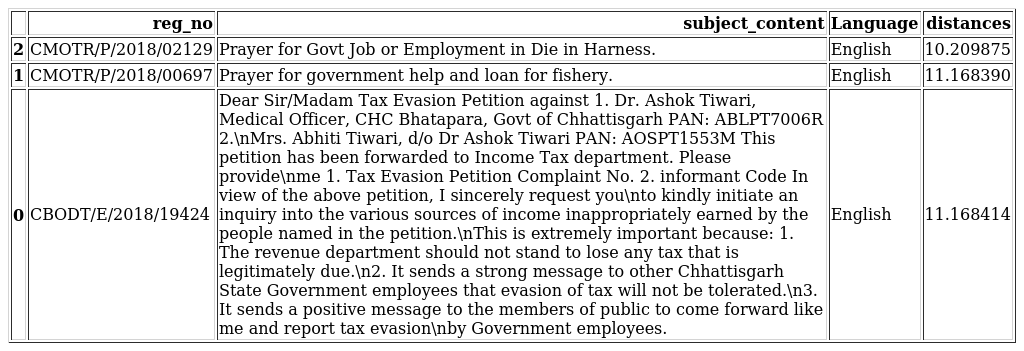 reg_no subject_content Language distances
2 CMOTR/P/2018/02129 Prayer for Govt Job or Employment in Die in Harness. English 10.209875
1 CMOTR/P/2018/00697 Prayer for government help and loan for fishery. English 11.168390
Dear Sir/Madam Tax Evasion Petition against 1. Dr. Ashok Tiwari,
Medical Officer, CHC Bhatapara, Govt of Chhattisgarh PAN: ABLPT7006R
2.\nMrs. Abhiti Tiwari, d/o Dr Ashok Tiwari PAN: AOSPT1553M This
petition has been forwarded to Income Tax department. Please
provide\nme 1. Tax Evasion Petition Complaint No. 2. informant Code In
view of the above petition, I sincerely request you\nto kindly initiate an
0 CBODT/E/2018/19424 inquiry into the various sources of income inappropriately earned by the English 11.168414
people named in the petition.\nThis is extremely important because: 1.
The revenue department should not stand to lose any tax that is
legitimately due.\n2. It sends a strong message to other Chhattisgarh
State Government employees that evasion of tax will not be tolerated.\n3.
It sends a positive message to the members of public to come forward like
me and report tax evasion\nby Government employees.